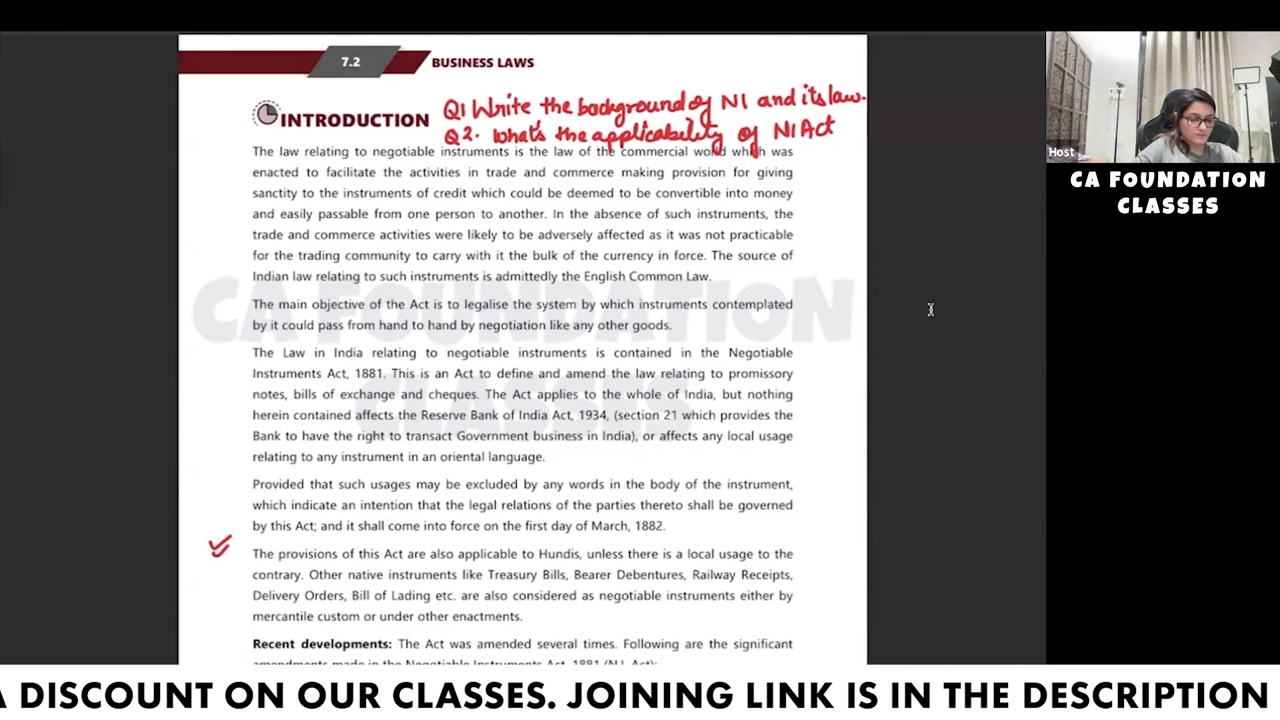 7.2
BUSINESS LAWS
INTRODUCTION
Q1 Write the background of NI and its law.
Q2. What's the applicability of NI Act
The law relating to negotiable instruments is the law of the commercial world which was
enacted to facilitate the activities in trade and commerce making provision for giving
sanctity to the instruments of credit which could be deemed to be convertible into money
and easily passable from one person to another. In the absence of such instruments, the
trade and commerce activities were likely to be adversely affected as it was not practicable
for the trading community to carry with it the bulk of the currency in force. The source of
Indian law relating to such instruments is admittedly the English Common Law.
The main objective of the Act is to legalise the system by which instruments contemplated
by it could pass from hand to hand by negotiation like any other goods.
The Law in India relating to negotiable instruments is contained in the Negotiable
Instruments Act, 1881. This is an Act to define and amend the law relating to promissory
notes, bills of exchange and cheques. The Act applies to the whole of India, but nothing
herein contained affects the Reserve Bank of India Act, 1934, (section 21 which provides the
Bank to have the right to transact Government business in India), or affects any local usage
relating to any instrument in an oriental language.
Provided that such usages may be excluded by any words in the body of the instrument,
which indicate an intention that the legal relations of the parties thereto shall be governed
by this Act; and it shall come into force on the first day of March, 1882.
The provisions of this Act are also applicable to Hundis, unless there is a local usage to the
contrary. Other native instruments like Treasury Bills, Bearer Debentures, Railway Receipts,
Delivery Orders, Bill of Lading etc. are also considered as negotiable instruments either by
mercantile custom or under other enactments.
Recent developments: The Act was amended several times. Following are the significant
amendments made in the Negotiable Instruments Act, 1881 (N.I. Act):
CA FOUNDATION
CLASSES
Host
CA FOUNDATION
CLASSES
A DISCOUNT ON OUR CLASSES. JOINING LINK IS IN THE DESCRIPTION